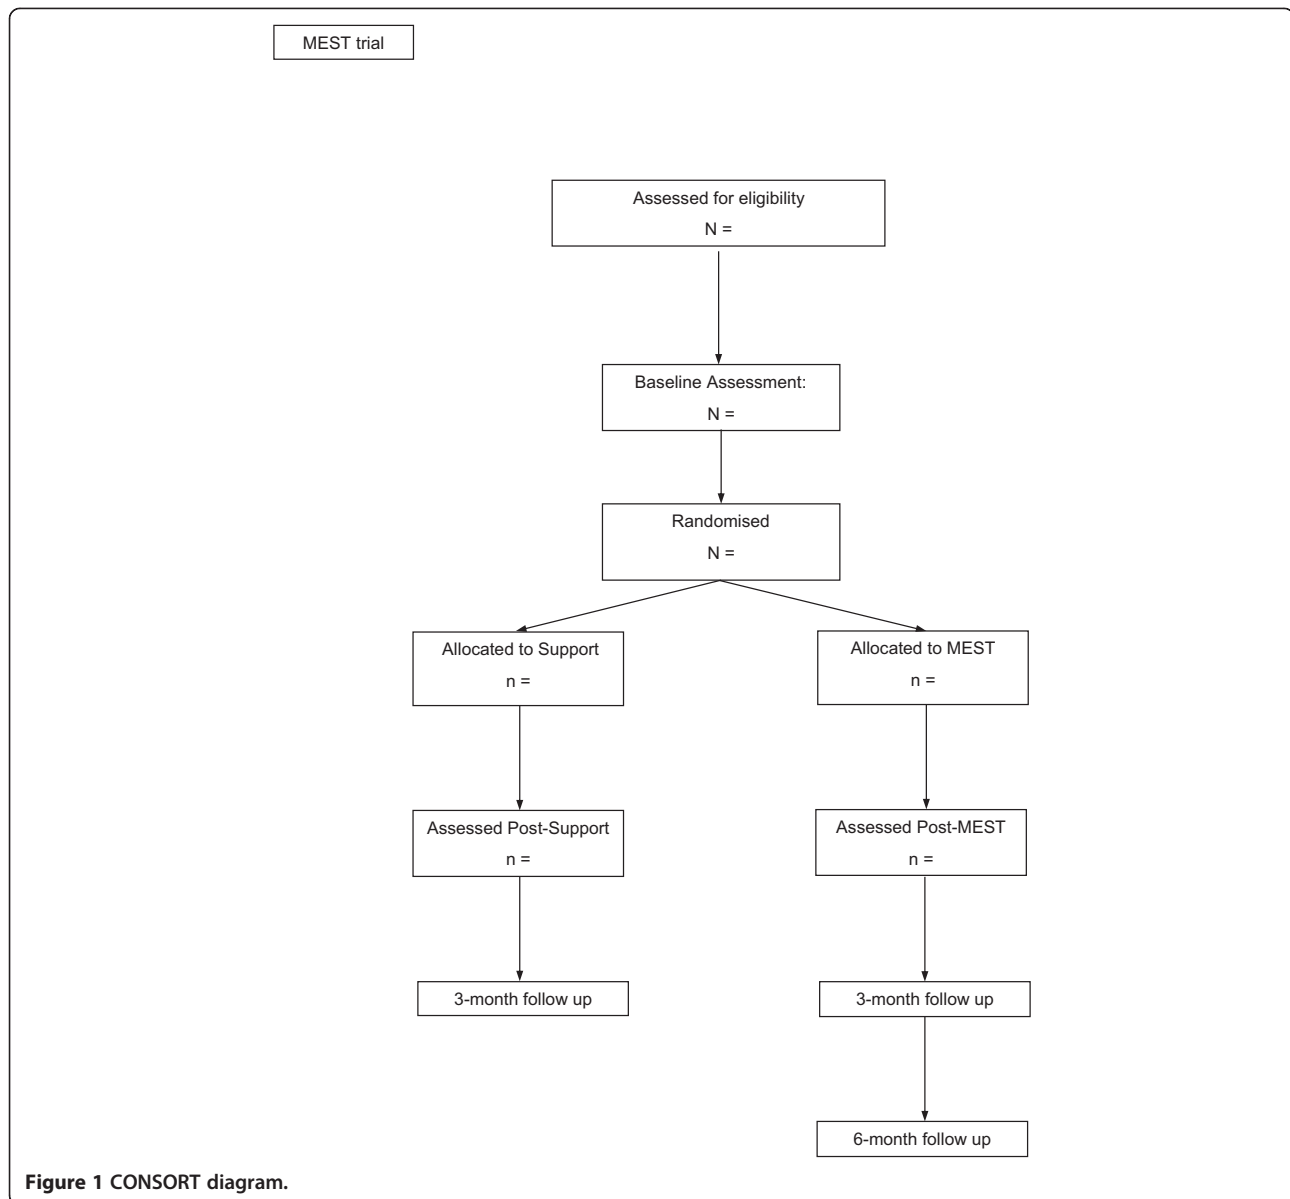 MEST trial
Assessed for eligibility
N =
Baseline Assessment:
N =
Randomised
N =
Allocated to Support
n =
Allocated to MEST
n =
Assessed Post-Support
n =
Assessed Post-MEST
n =
3-month follow up
3-month follow up
6-month follow up
Figure 1 CONSORT diagram.